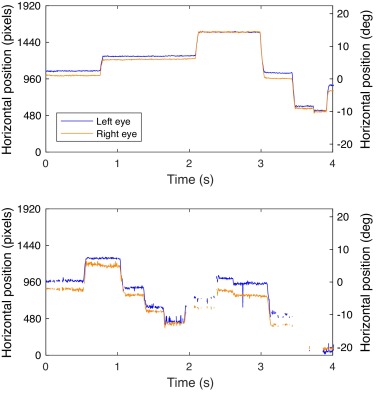 Horizontal position (pixels)
1920
1440
960
480
0
Left eye
Right eye
20
10
0
-10
-20
Horizontal position (deg)
0 1 2 3 4
Time (s)
Horizontal position (pixels)
1920
1440
960
480
0
20
10
0
-10
-20
Horizontal position (deg)
0 1 2 3 4
Time (s)